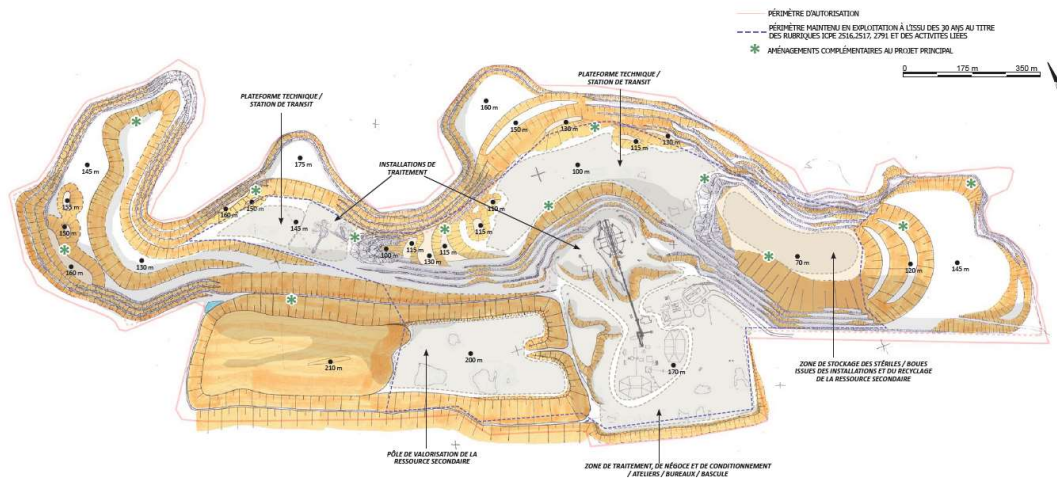 PÉRIMÈTRE D'AUTORISATION
PÉRIMÈTRE MAINTENU EN EXPLOITATION À L'ISSU DES 30 ANS AU TITRE
DES RUBRIQUES ICPE 2516,2517, 2791 ET DES ACTIVITÉS LIÉES
AMÉNAGEMENTS COMPLÉMENTAIRES AU PROJET PRINCIPAL
0 175 m 350 m
PLATEFORME TECHNIQUE /
STATION DE TRANSIT
PLATEFORME TECHNIQUE /
STATION DE TRANSIT
INSTALLATIONS DE
TRAITEMENT
160 m
150 m
130 m
115 m
130 m
100 m
175 m
145 m
155 m
150 m
160 m
130 m
160 m
150 m
145 m
100 m
115 m
130 m
115 m
115 m
130 m
70 m
120 m
145 m
210 m
200 m
170 m
ZONE DE STOCKAGE DES STÉRILES / BOUES
ISSUES DES INSTALLATIONS ET DU RECYCLAGE
DE LA RESSOURCE SECONDAIRE
PÔLE DE VALORISATION DE LA
RESSOURCE SECONDAIRE
ZONE DE TRAITEMENT, DE NÉGOCE ET DE CONDITIONNEMENT
/ ATELIERS / BUREAUX / BASCULE